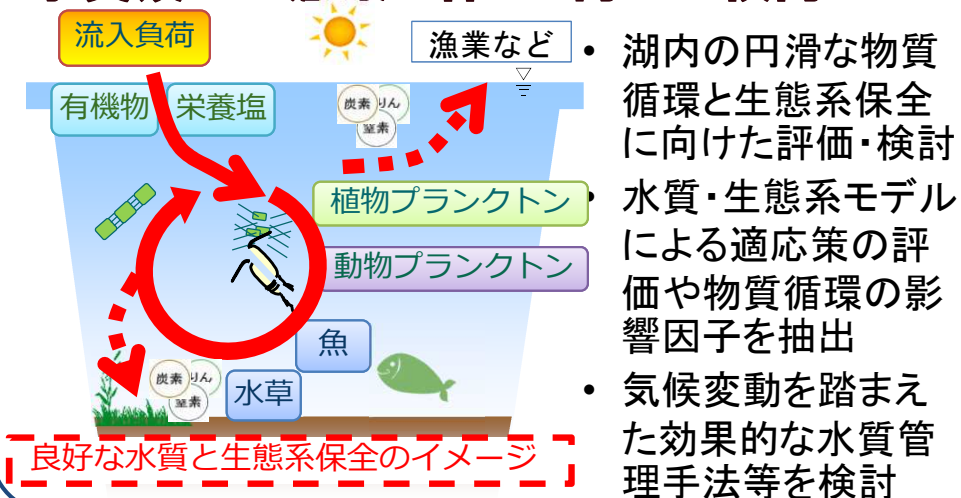 流入負荷
漁業など
有機物
栄養塩
炭素
りん
窒素
植物プランクトン
動物プランクトン
魚
炭素
りん
窒素
水草
良好な水質と生態系保全のイメージ
• 湖内の円滑な物質
循環と生態系保全
に向けた評価・検討
• 水質・生態系モデル
による適応策の評
価や物質循環の影
響因子を抽出
• 気候変動を踏まえ
た効果的な水質管
理手法等を検討